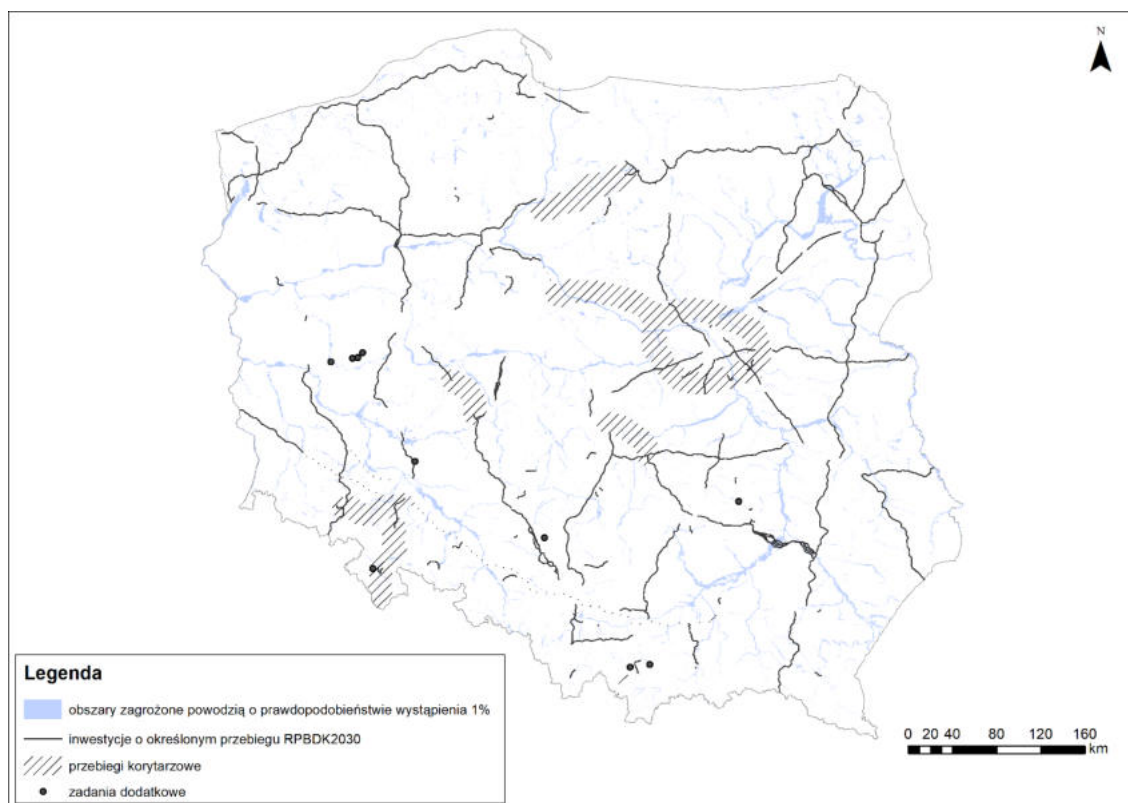 N
Legenda
obszary zagrożone powodzią o prawdopodobieństwie wystąpienia 1%
inwestycje o określonym przebiegu RPBDK2030
przebiegi korytarzowe
zadania dodatkowe
0 20 40 80 120 160
km